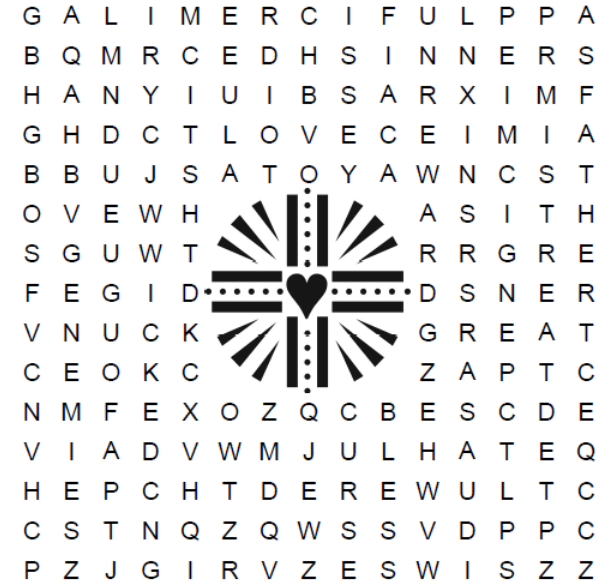 G A L I M E R C I F U L P P A
B Q M R C E D H S I N N E R S
H A N Y I U I B S A R X I M F
G H D C T L O V E C E I M I A
B B U J S A T O Y A W N C S T
O V E W H A S I T H
S G U W T R R G R E
F E G I D D S N E R
V N U C K G R E A T
C E O K C Z A P T C
N M F E X O Z Q C B E S C D E
V I A D V W M J U L H A T E Q
H E P C H T D E R E W U L T C
C S T N Q Z Q W S S V D P P C
P Z J G I R V Z E S W I S Z Z